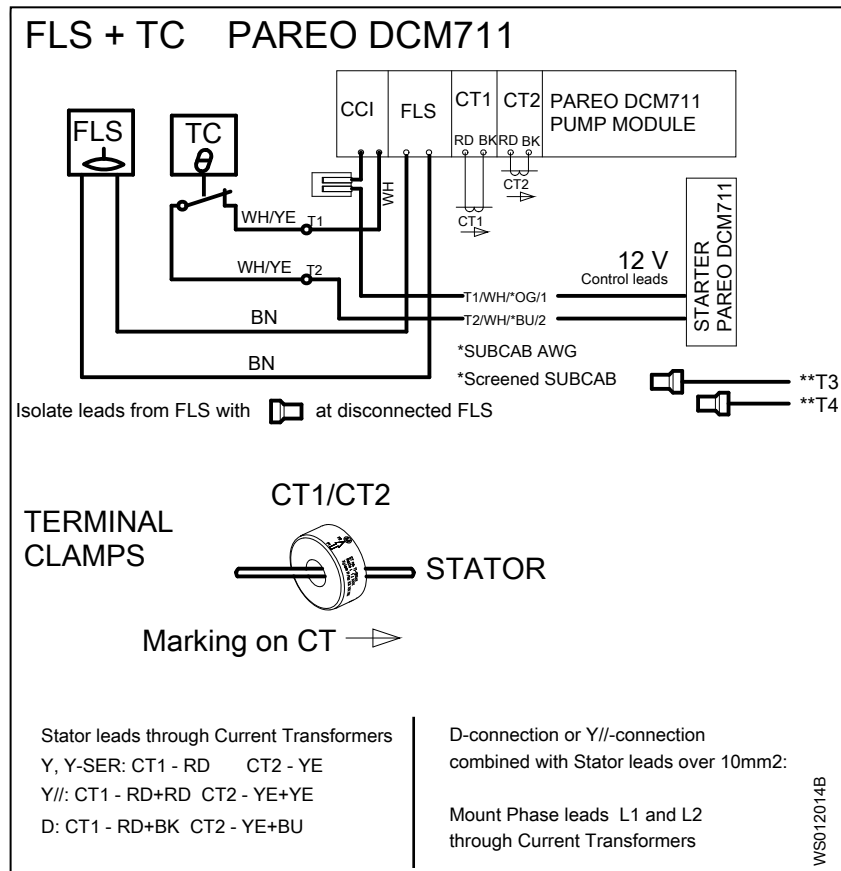 FLS + TC PAREO DCM711
CCI FLS CT1 CT2 PAREO DCM711
PUMP MODULE
RD BK RD BK
FLS TC
CT2
CT1
WH
WH/YE T1
WH/YE T2
BN
BN
12 V
Control leads
T1/WH/*OG/1
T2/WH/*BU/2
STARTER
PAREO DCM711
*SUBCAB AWG
*Screened SUBCAB
**T3
**T4
Isolate leads from FLS with at disconnected FLS
CT1/CT2
TERMINAL
CLAMPS
STATOR
Marking on CT
Stator leads through Current Transformers
Y, Y-SER: CT1 - RD CT2 - YE
Y//: CT1 - RD+RD CT2 - YE+YE
D: CT1 - RD+BK CT2 - YE+BU
D-connection or Y//-connection
combined with Stator leads over 10mm2:
Mount Phase leads L1 and L2
through Current Transformers
WS012014B